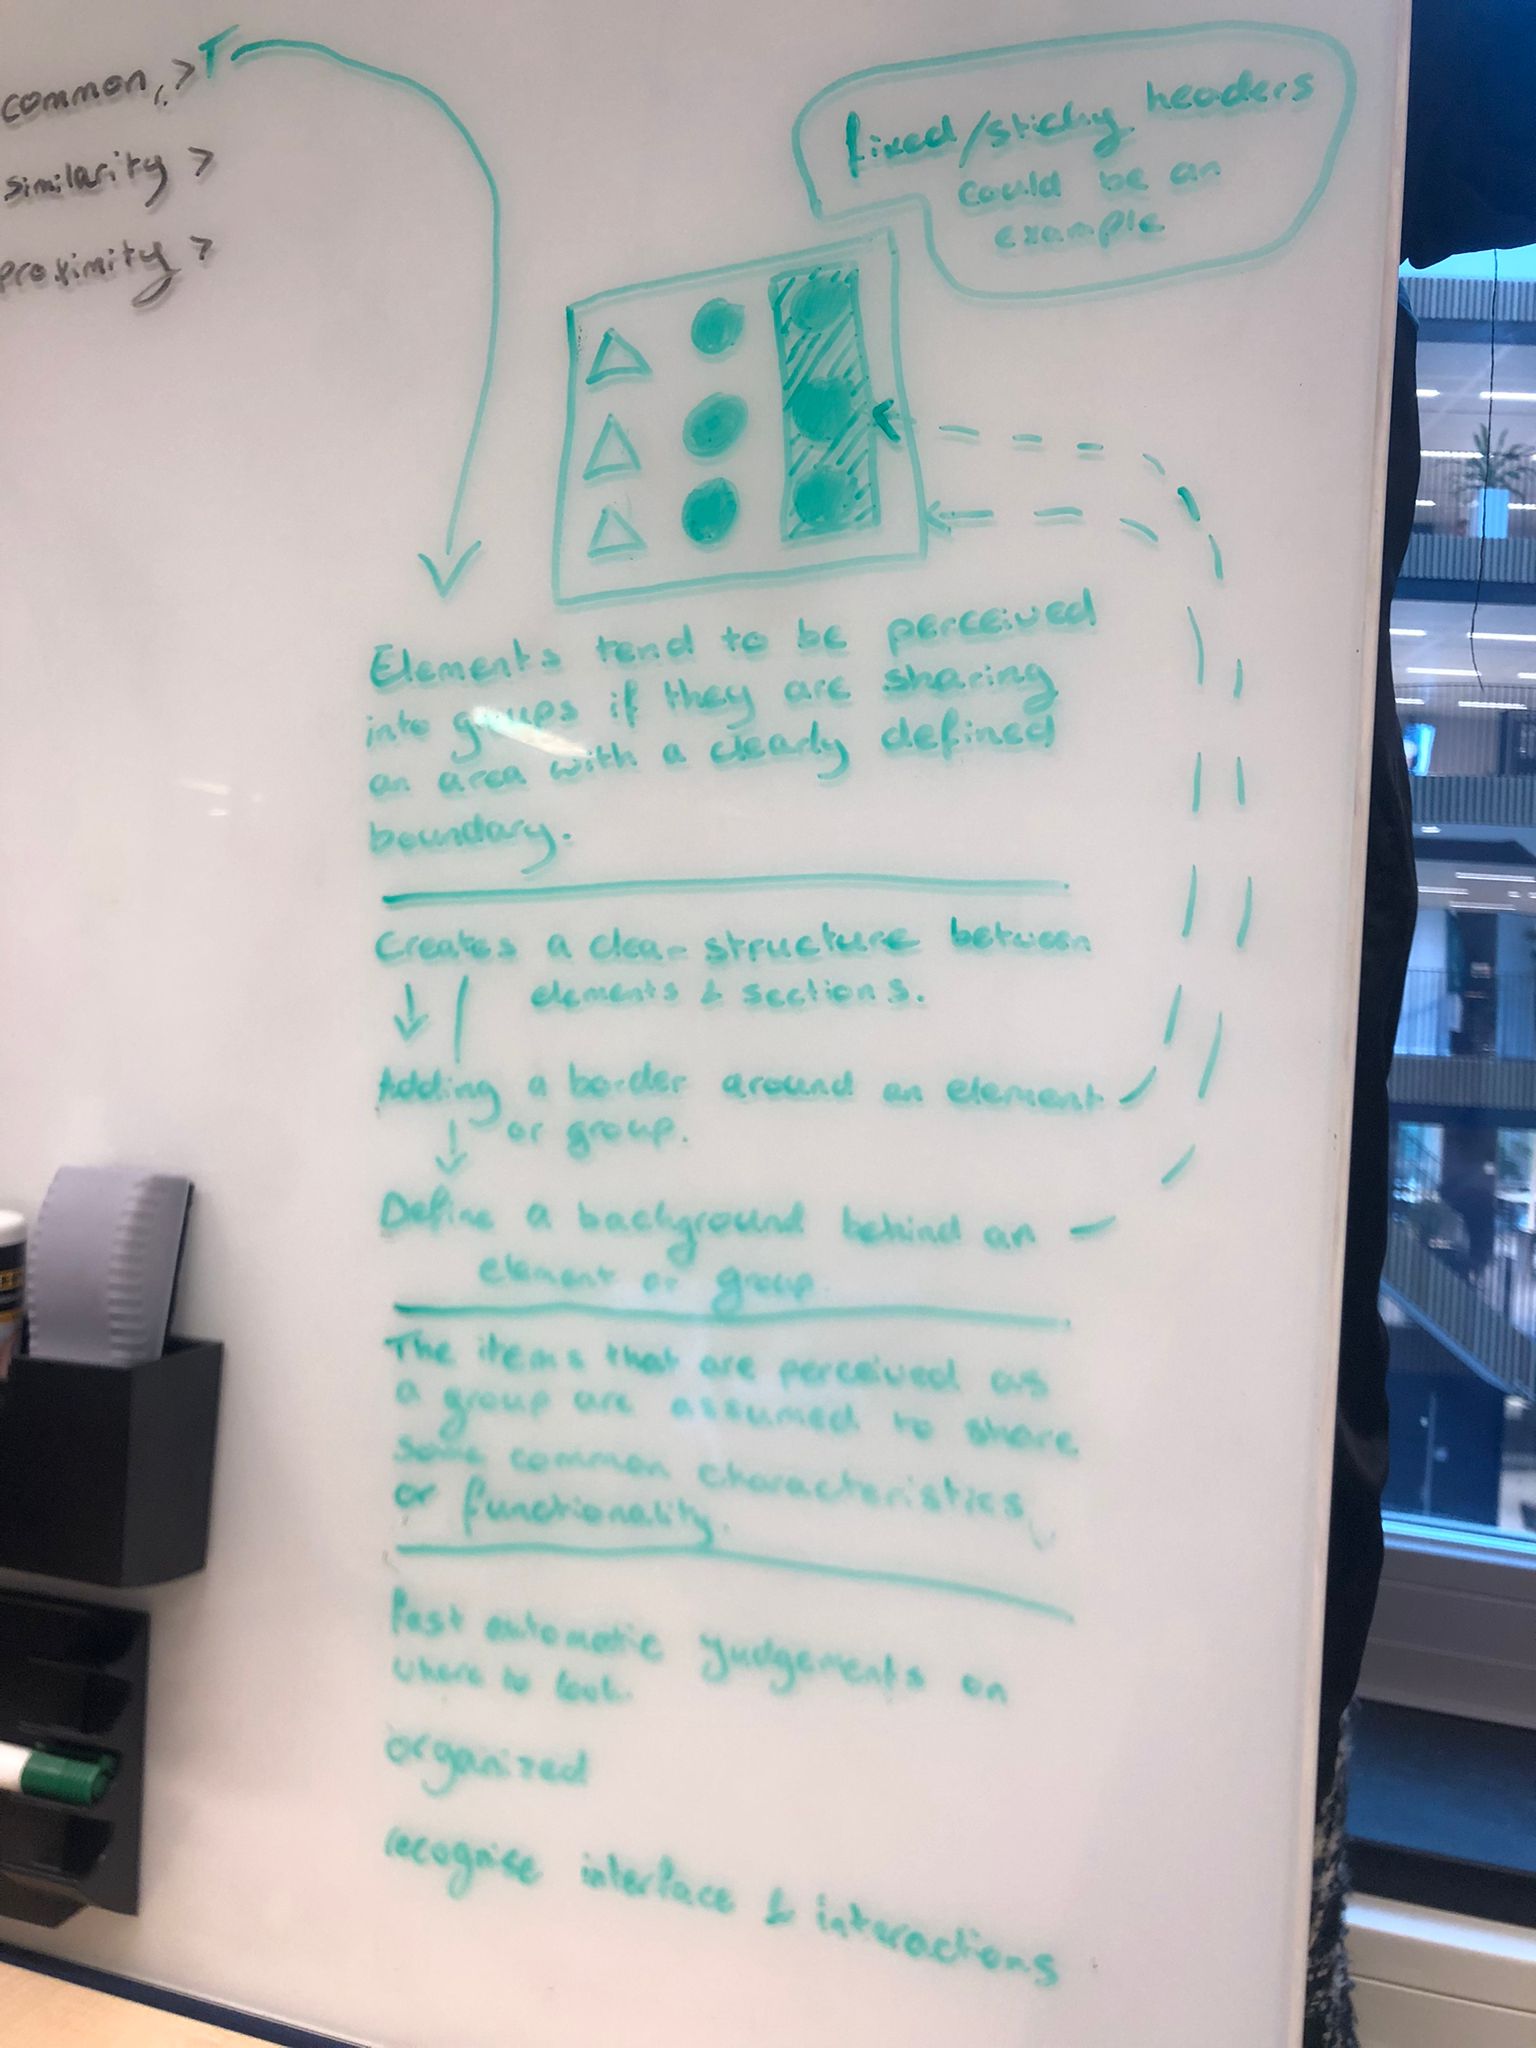 common, >
similarity >
proximity >
fixed/sticky headers
could be an
example
Elements tend to be perceived
into groups if they are sharing
an area with a clearly defined
boundary.
Creates a clear structure between
elements & sections.
Adding a border around an element
or group.
Define a background behind an
element or group
The items that are perceived as
a group are assumed to share
some common characteristics
or functionality.
Fast automatic judgements on
where to look.
organized
recognise interface & interactions